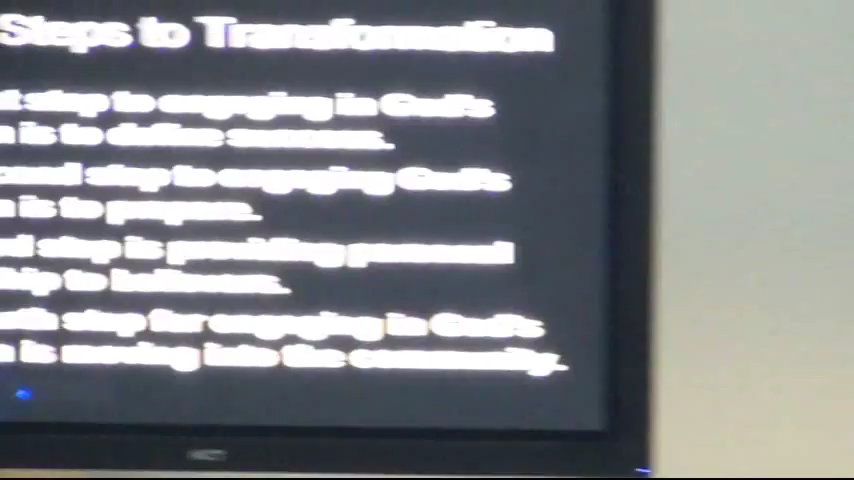 Steps to Transformation
step to engaging in God's
is to define success.
step to engaging God's
is to prepare.
step is providing personal
to believers.
step for engaging in God's
is moving into the community.